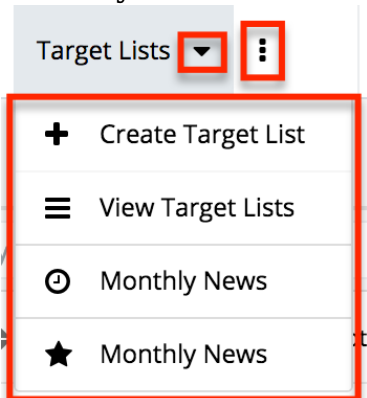 Target Lists
Create Target List
View Target Lists
Monthly News
Monthly News